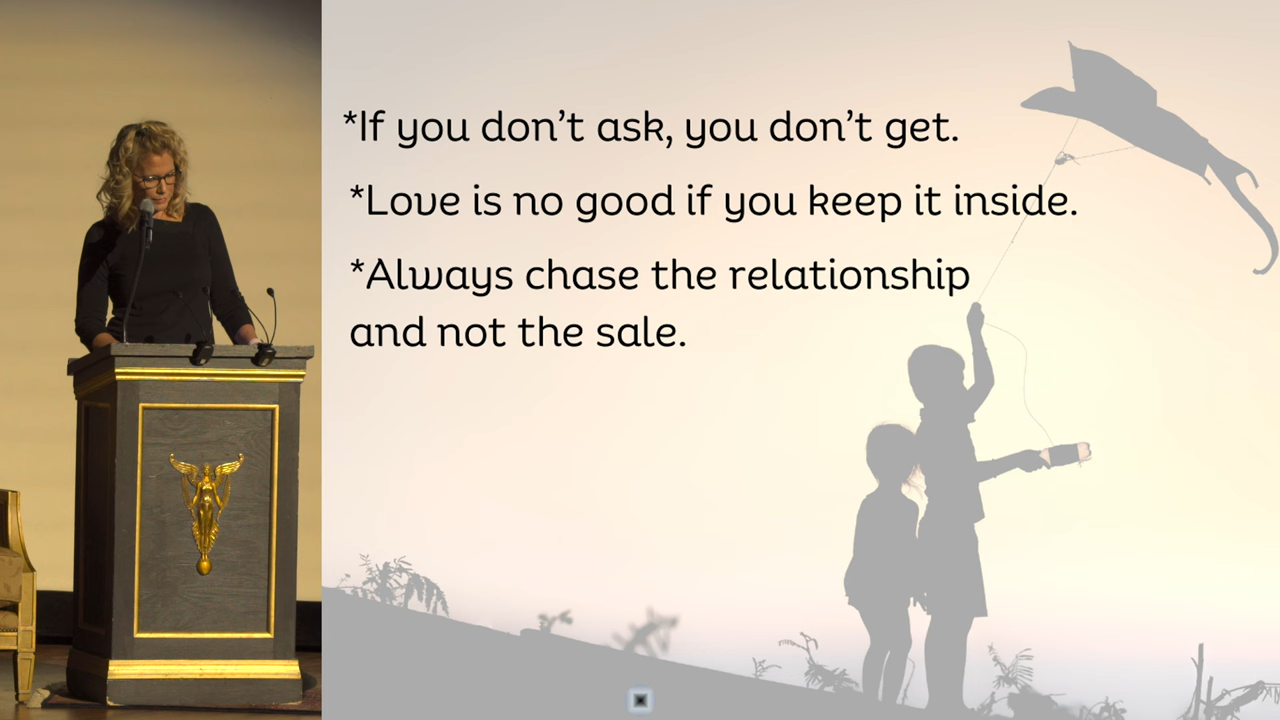 *If you don't ask, you don't get.
*Love is no good if you keep it inside.
*Always chase the relationship
and not the sale.